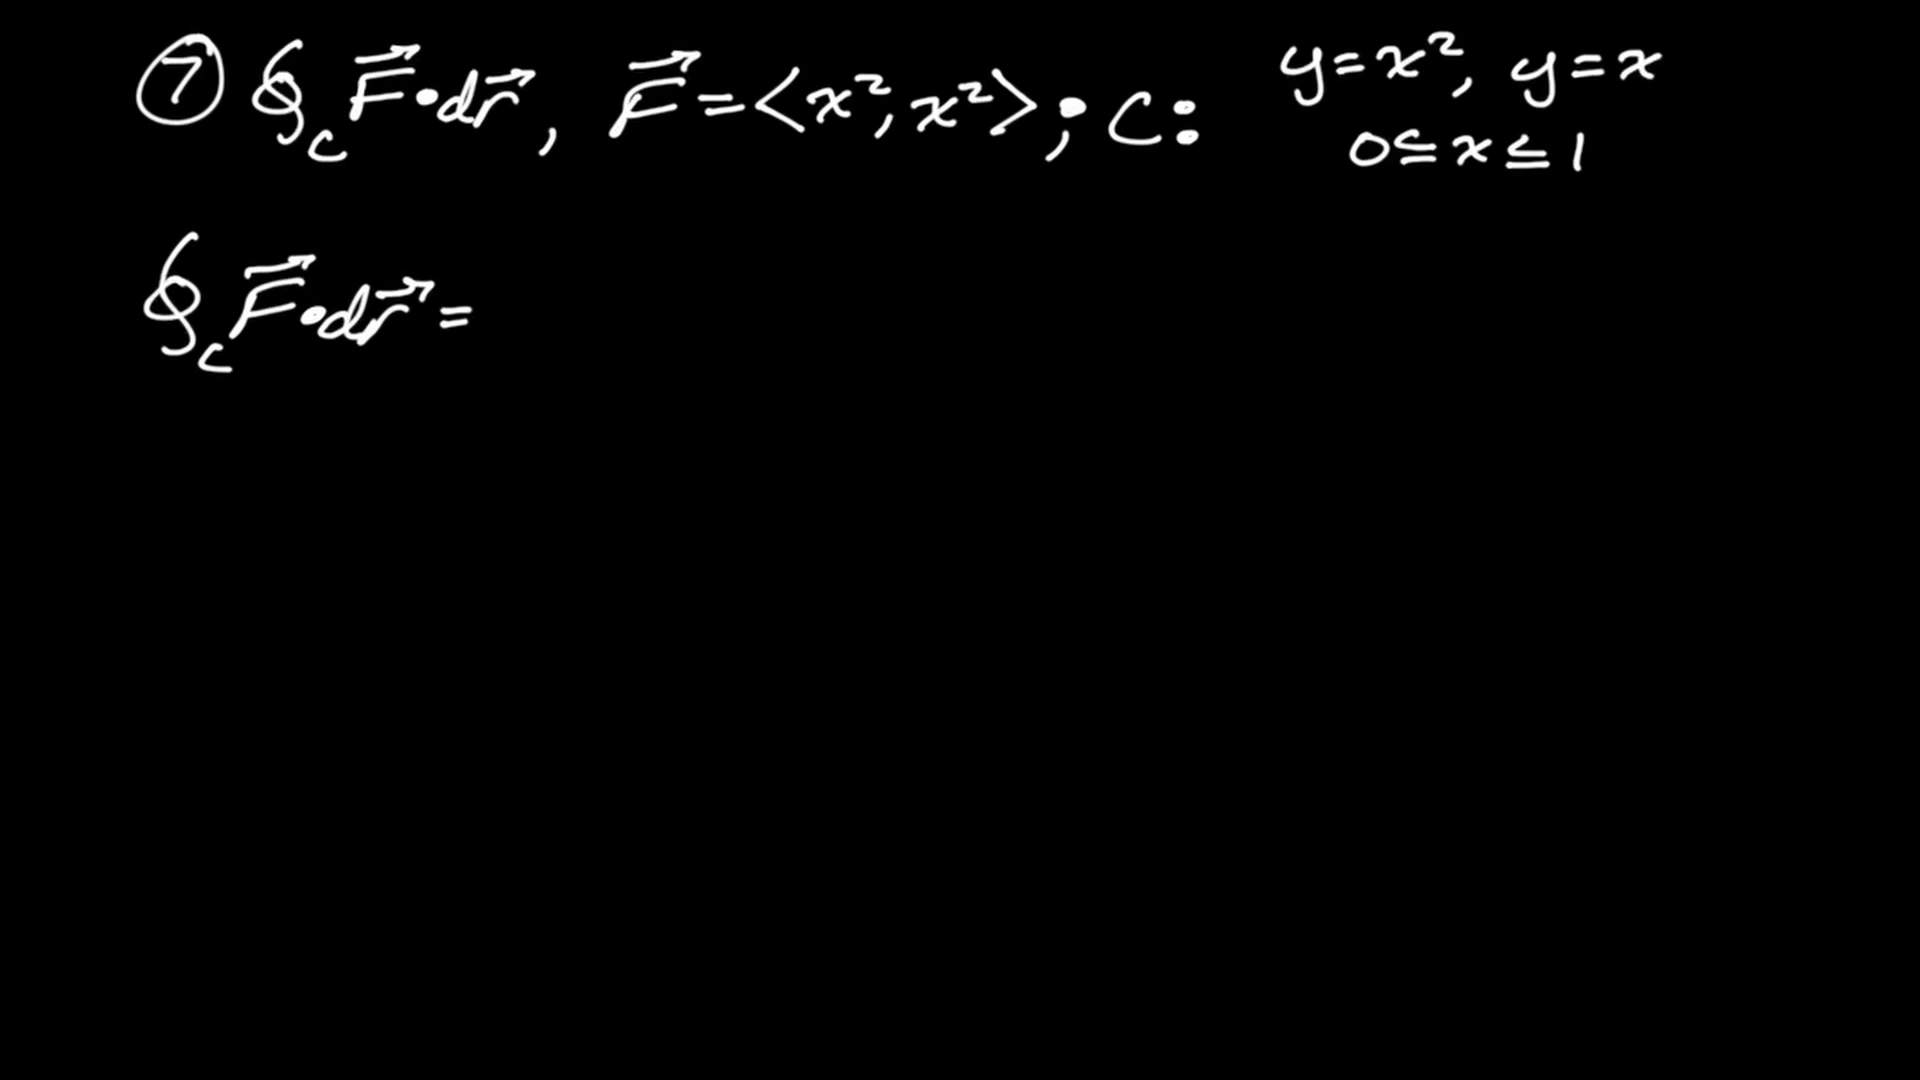 ⑦ ∮_C F⃗·dr⃗, F⃗ = <x², x²>; C: y=x², y=x
0≤x≤1
∮_C F⃗·dr⃗ =